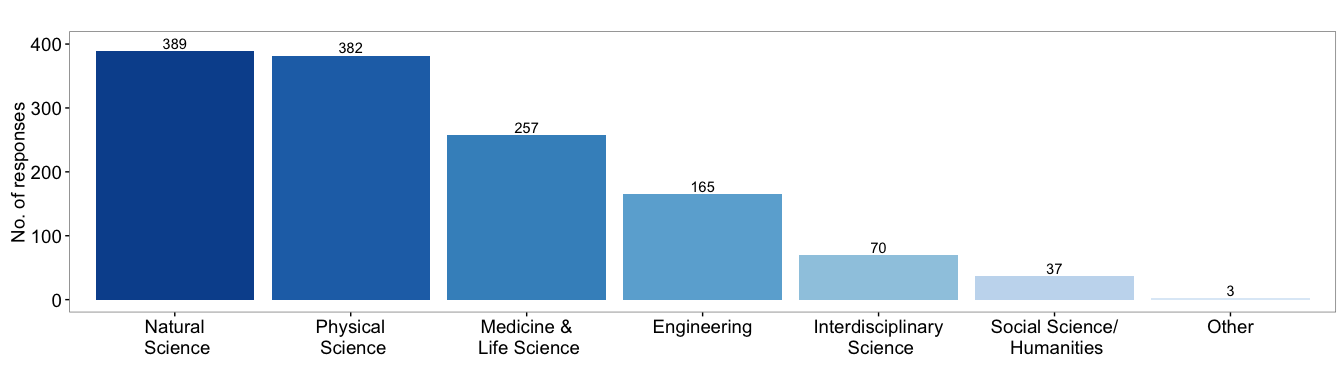 No. of responses
400
300
200
100
0
389
382
257
165
70
37
3
Natural
Science
Physical
Science
Medicine &
Life Science
Engineering
Interdisciplinary
Science
Social Science/
Humanities
Other